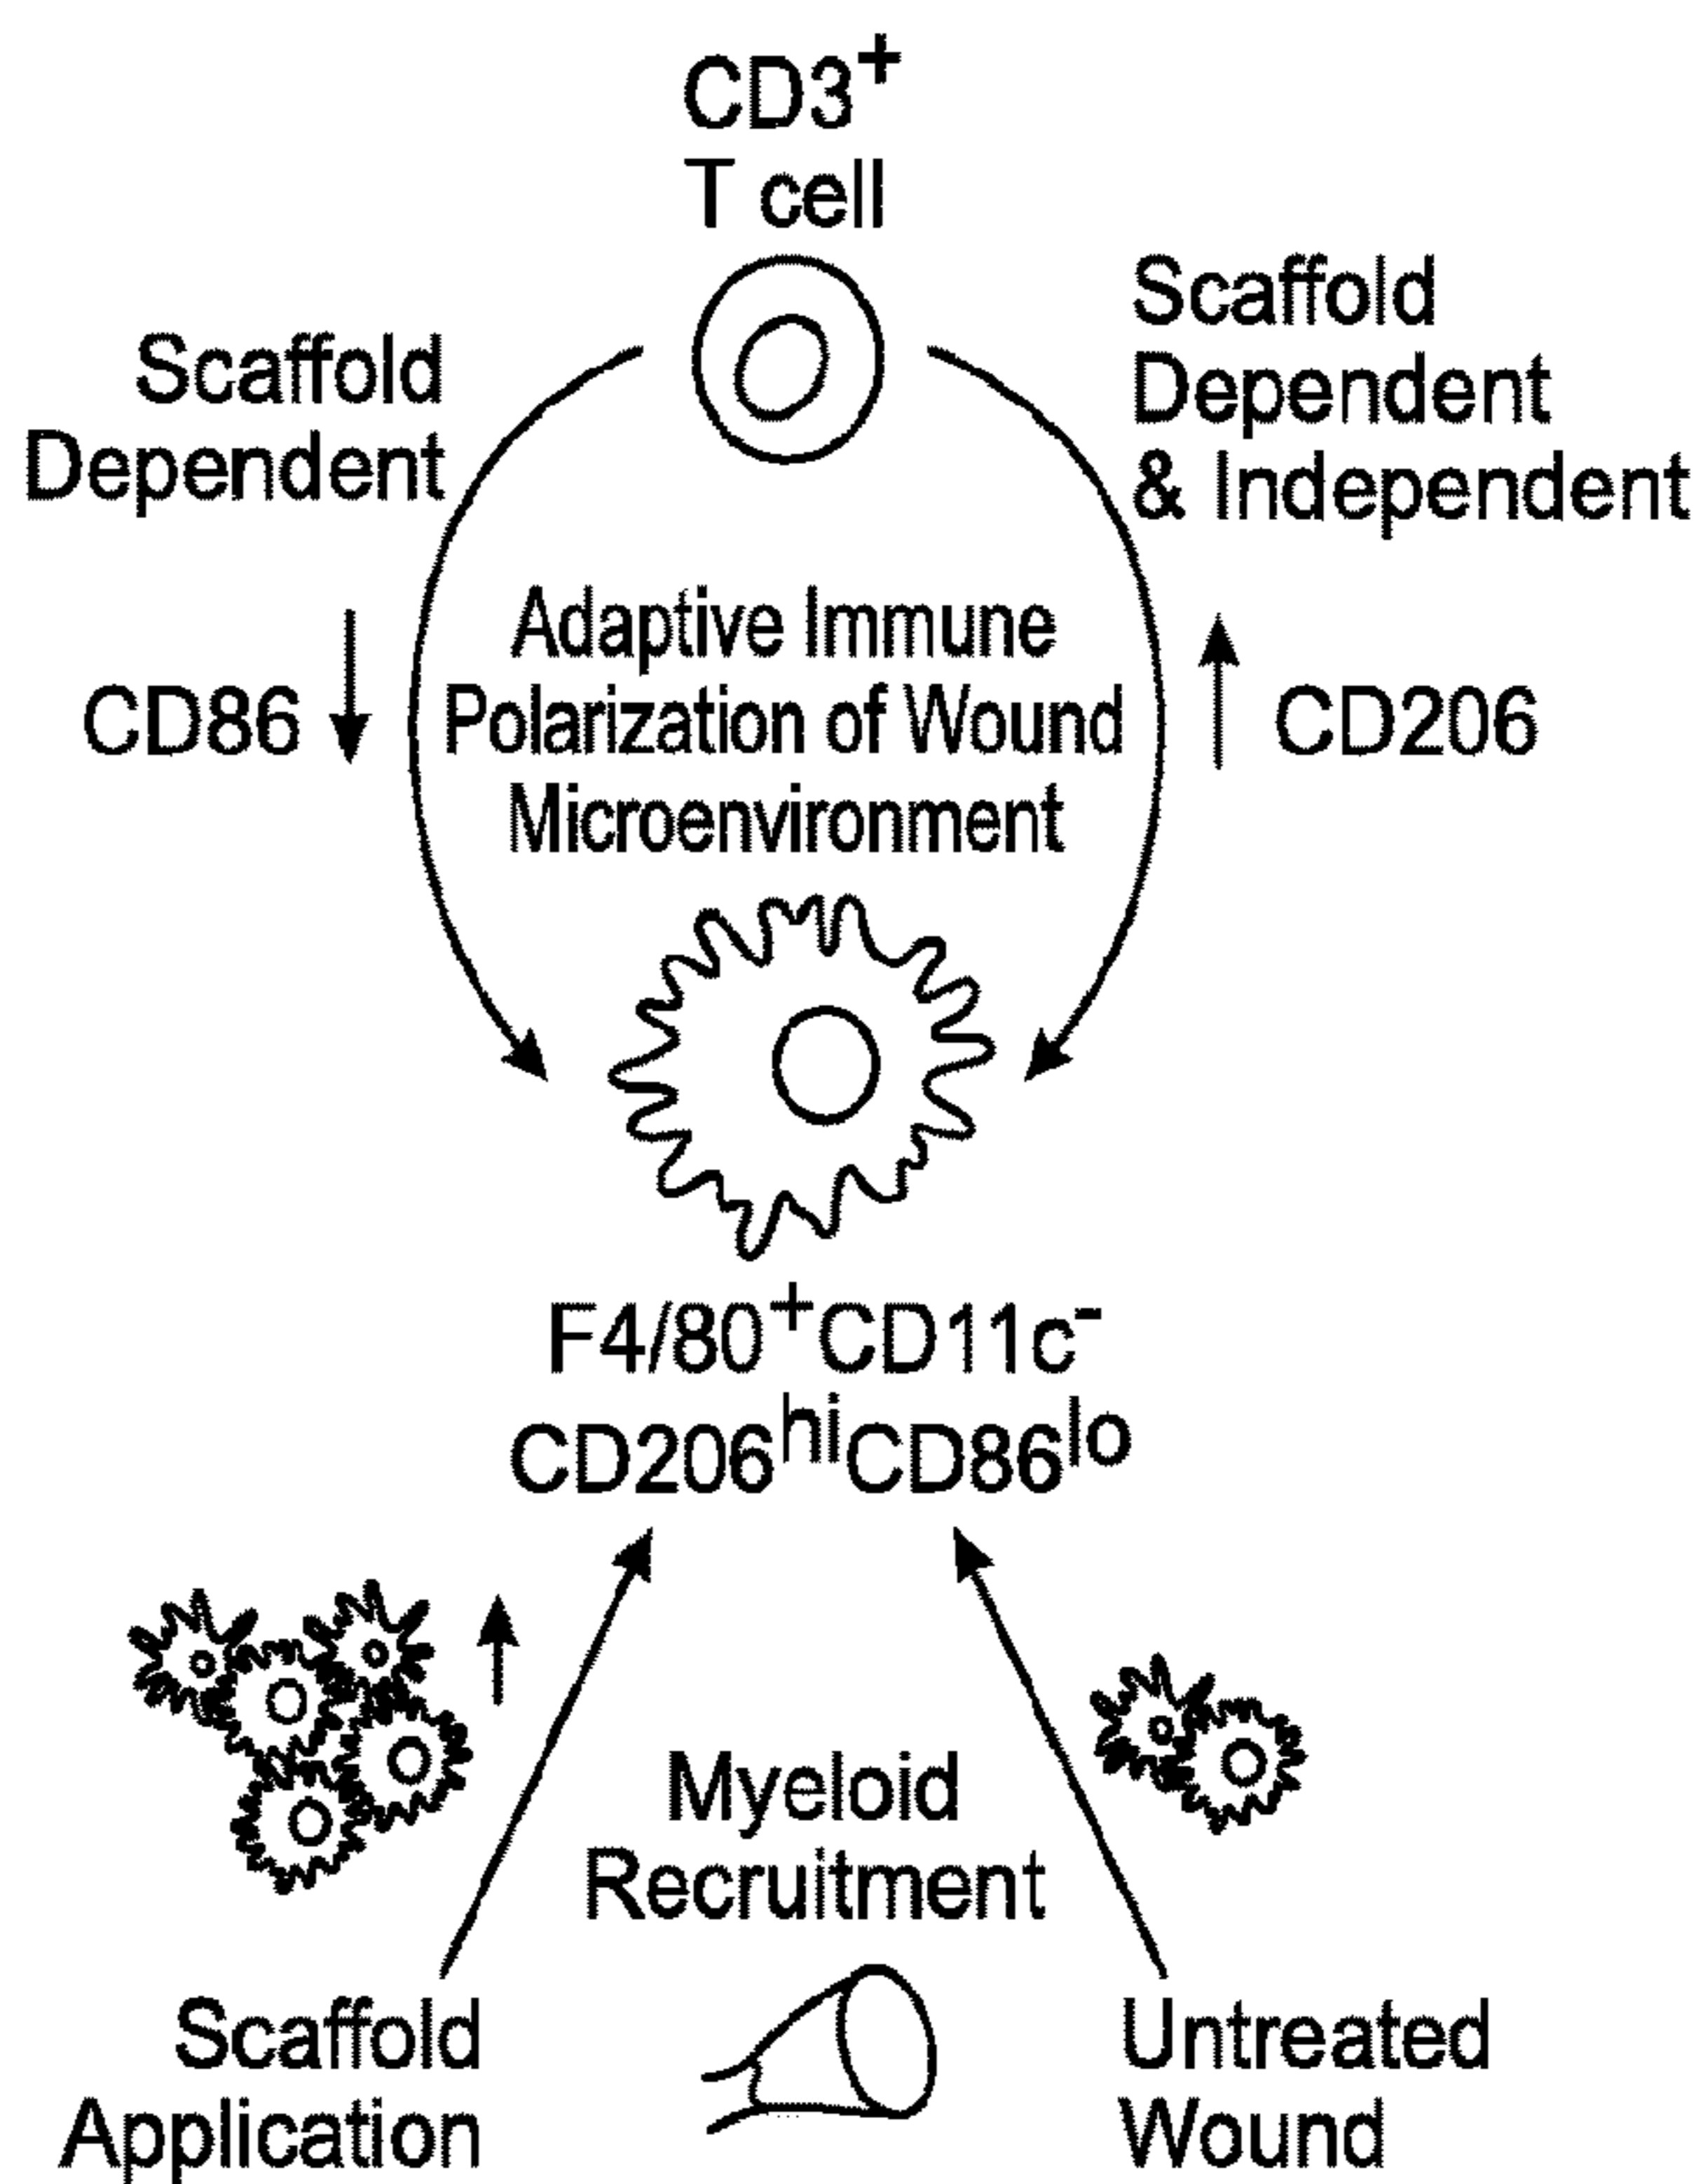 CD3⁺
T cell
Scaffold
Dependent
Scaffold
Dependent
& Independent
CD86
Adaptive Immune
Polarization of Wound
Microenvironment
CD206
F4/80⁺CD11c⁻
CD206ʰⁱCD86ˡᵒ
Myeloid
Recruitment
Scaffold
Application
Untreated
Wound